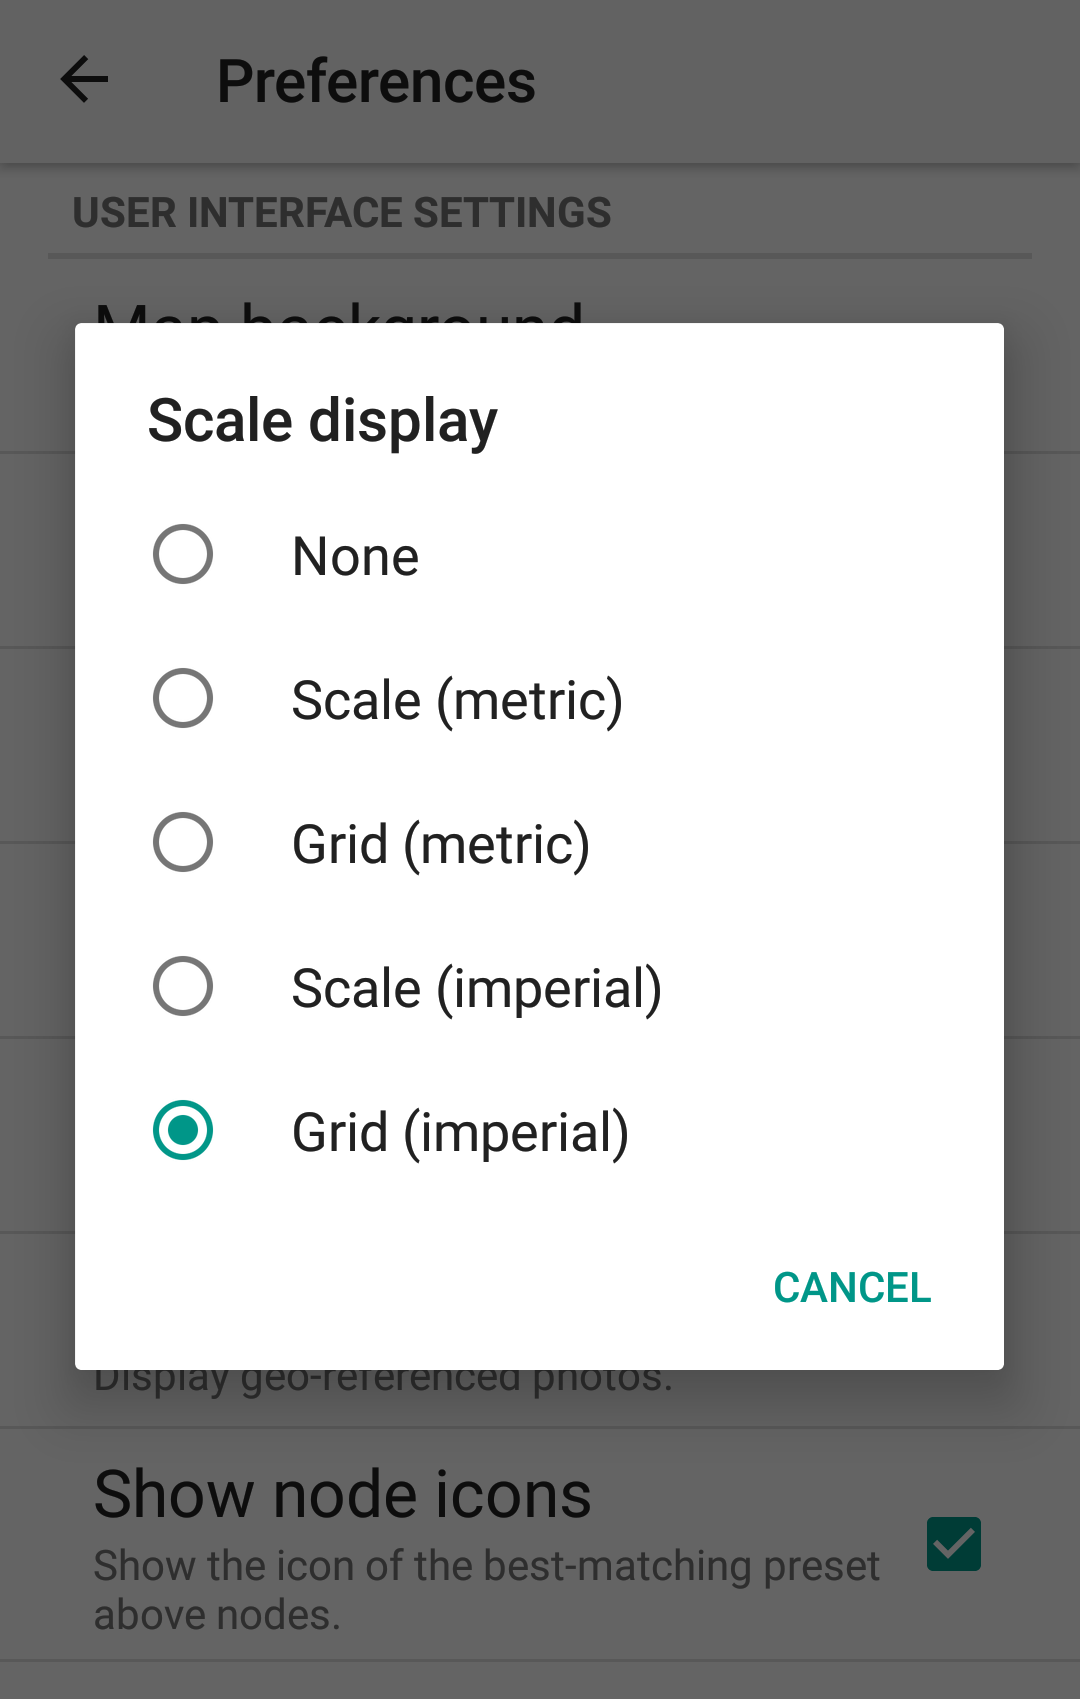 Preferences
USER INTERFACE SETTINGS
Map background
Scale display
None
Scale (metric)
Grid (metric)
Scale (imperial)
Grid (imperial)
CANCEL
Display geo-referenced photos.
Show node icons
Show the icon of the best-matching preset
above nodes.